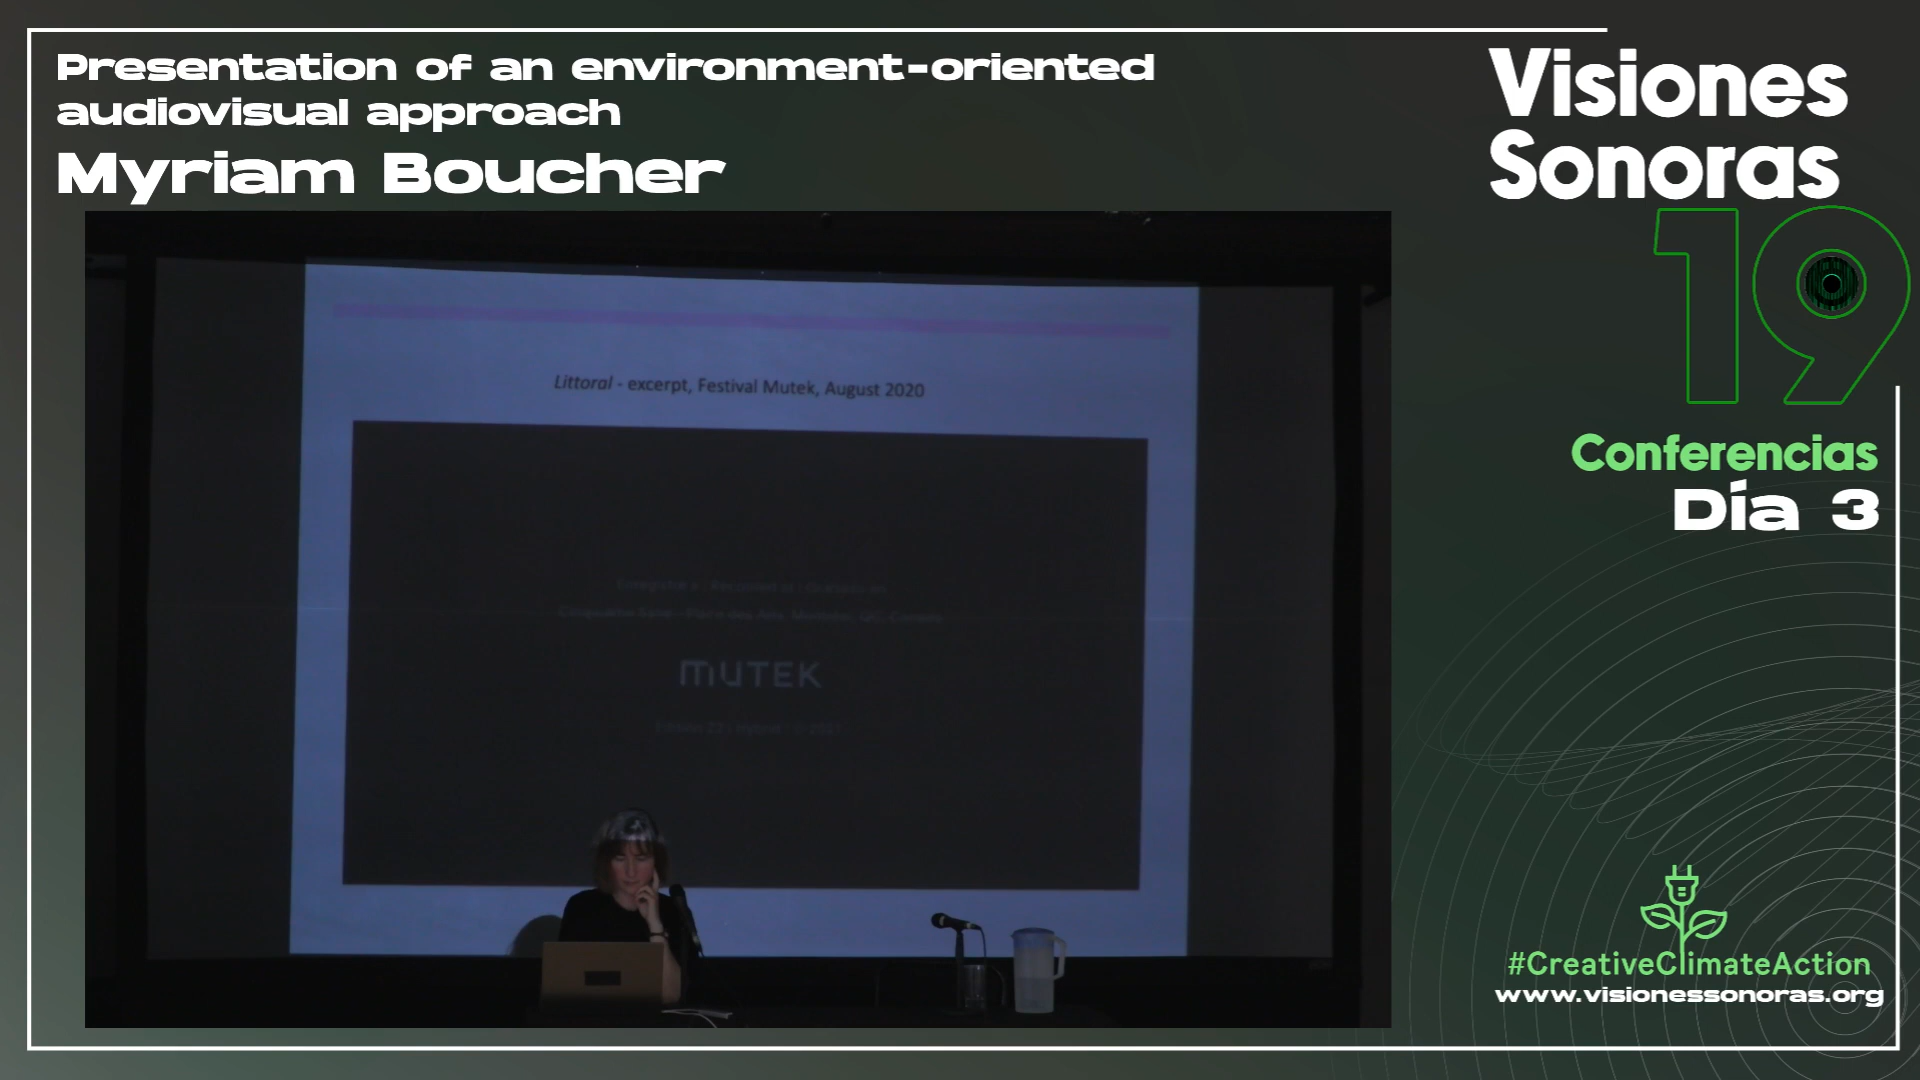 Presentation of an environment-oriented
audiovisual approach
Myriam Boucher
Visiones
Sonoras
19
Conferencias
Día 3
Littoral - excerpt, Festival Mutek, August 2020
MUTEK
#CreativeClimateAction
www.visionessonoras.org